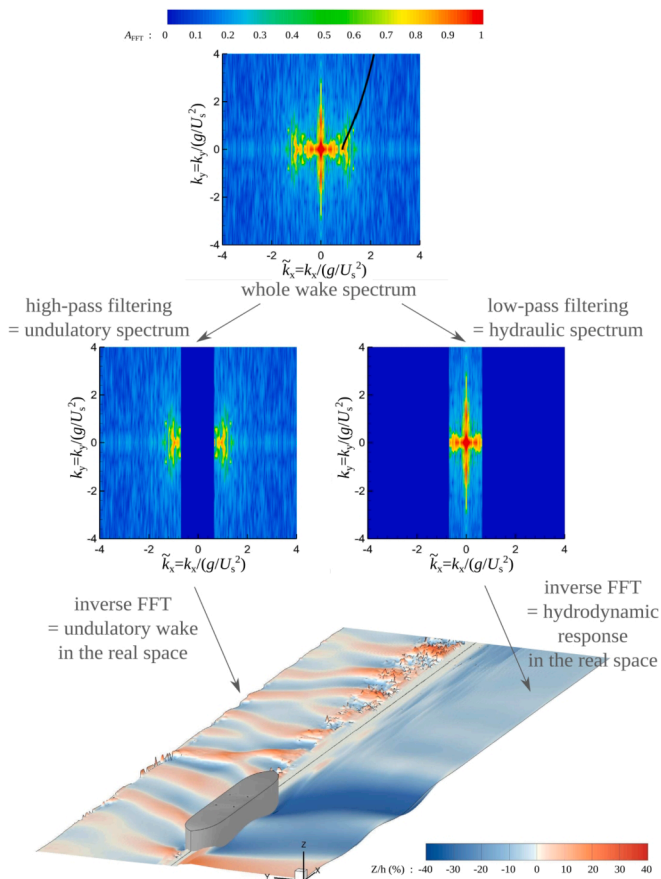 A_FFT : 0 0.1 0.2 0.3 0.4 0.5 0.6 0.7 0.8 0.9 1
4
2
0
-2
-4
k_y=k_y/(g/U_s^2)
-4 -2 0 2 4
k̃_x=k_x/(g/U_s^2)
whole wake spectrum
high-pass filtering
= undulatory spectrum
low-pass filtering
= hydraulic spectrum
4
2
0
-2
-4
k_y=k_y/(g/U_s^2)
-4 -2 0 2 4
k̃_x=k_x/(g/U_s^2)
4
2
0
-2
-4
k_y=k_y/(g/U_s^2)
-4 -2 0 2 4
k̃_x=k_x/(g/U_s^2)
inverse FFT
= undulatory wake
in the real space
inverse FFT
= hydrodynamic
response
in the real space
Z
X
Y
Z/h (%) : -40 -30 -20 -10 0 10 20 30 40